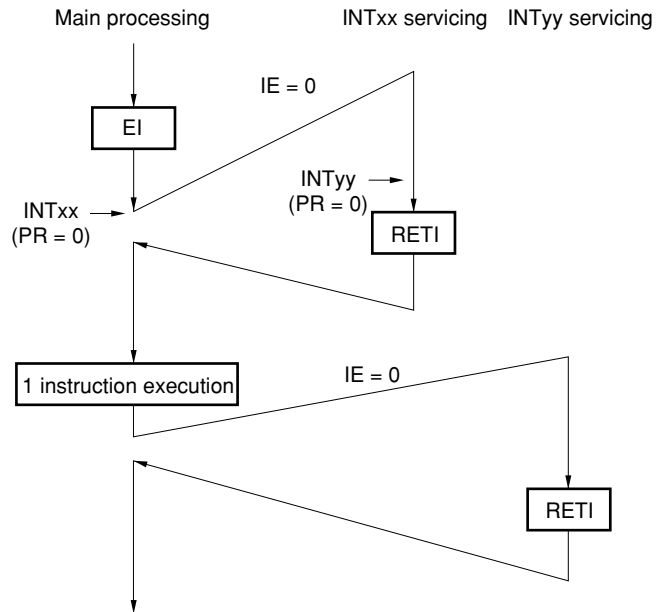 Main processing
INTxx servicing
INTyy servicing
IE = 0
EI
INTyy
(PR = 0)
INTxx
(PR = 0)
RETI
1 instruction execution
IE = 0
RETI